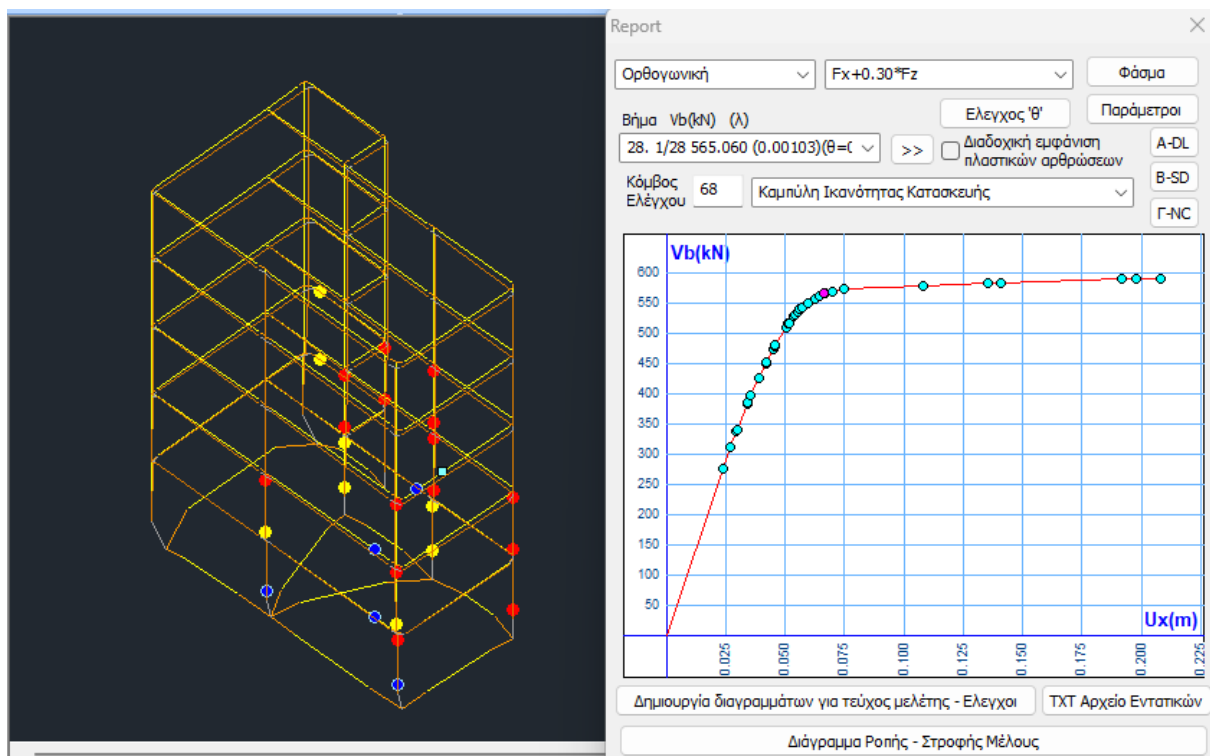 Report
Ορθογωνική
Fx+0.30*Fz
Φάσμα
Ελεγχος 'θ'
Παράμετροι
Βήμα Vb(kN) (λ)
28. 1/28 565.060 (0.00103)(θ=(
>>
Διαδοχική εμφάνιση
πλαστικών αρθρώσεων
A-DL
B-SD
Γ-NC
Κόμβος
Ελέγχου
68
Καμπύλη Ικανότητας Κατασκευής
Vb(kN)
600
550
500
450
400
350
300
250
200
150
100
50
Ux(m)
0.025
0.050
0.075
0.100
0.125
0.150
0.175
0.200
0.225
Δημιουργία διαγραμμάτων για τεύχος μελέτης - Ελεγχοι
TXT Αρχείο Εντατικών
Διάγραμμα Ροπής - Στροφής Μέλους